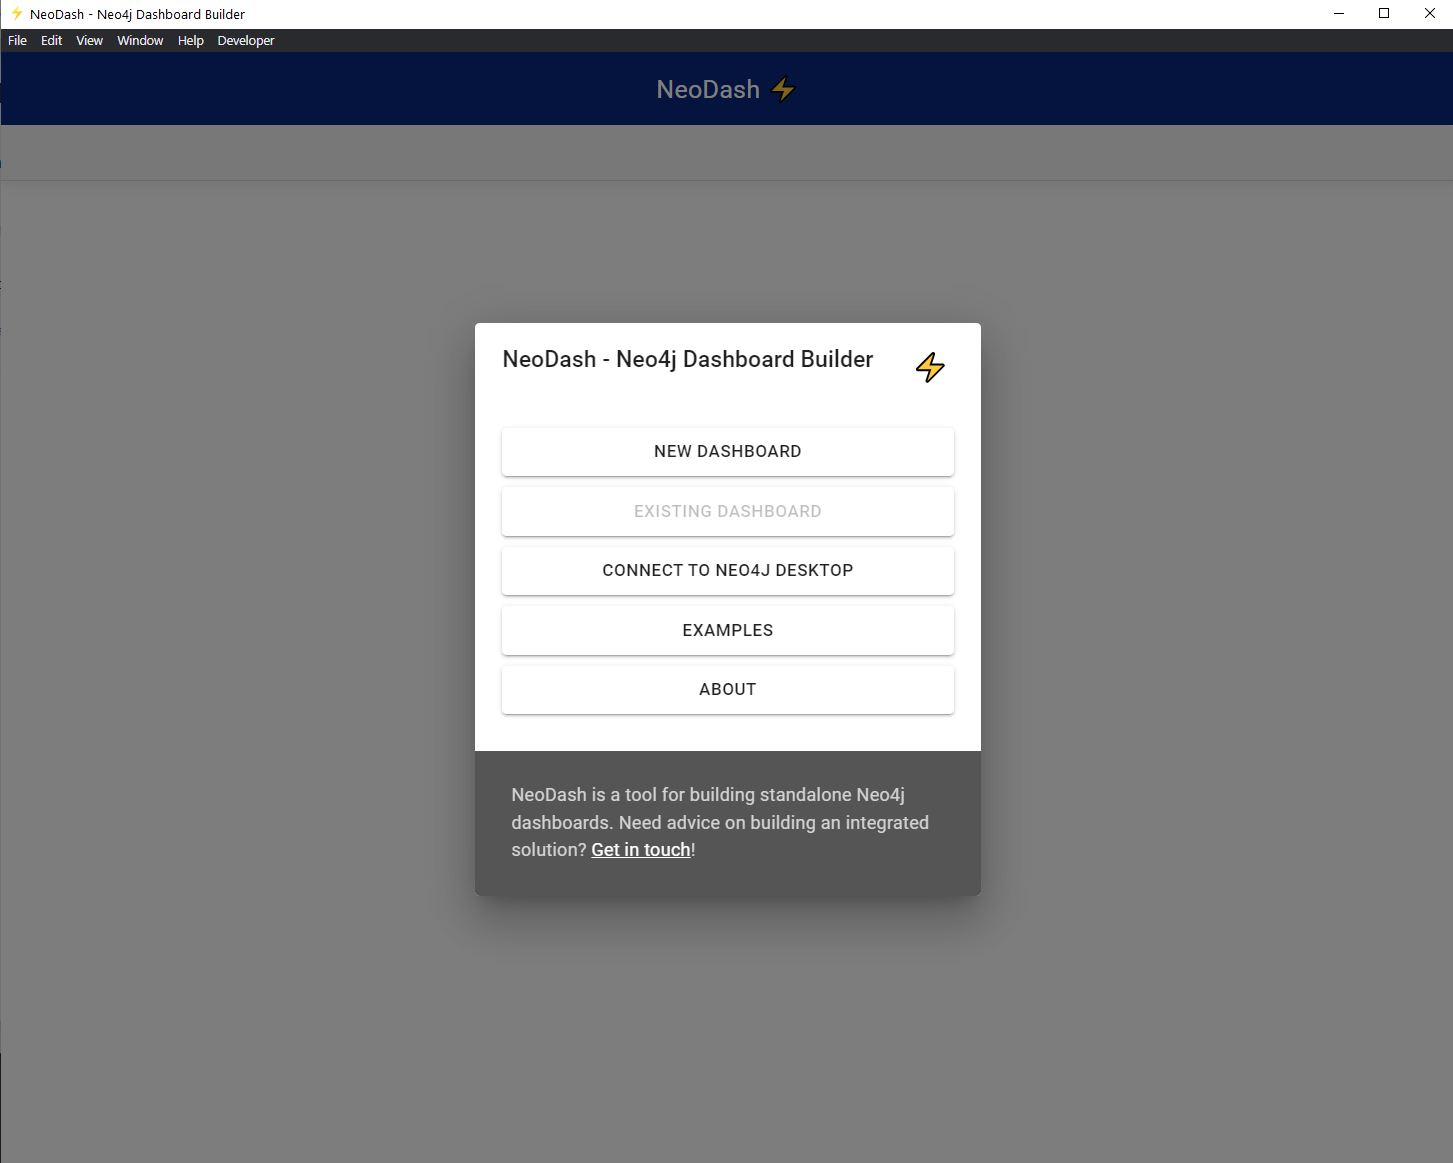 NeoDash - Neo4j Dashboard Builder
File Edit View Window Help Developer
NeoDash
NeoDash - Neo4j Dashboard Builder
NEW DASHBOARD
EXISTING DASHBOARD
CONNECT TO NEO4J DESKTOP
EXAMPLES
ABOUT
NeoDash is a tool for building standalone Neo4j
dashboards. Need advice on building an integrated
solution? Get in touch!